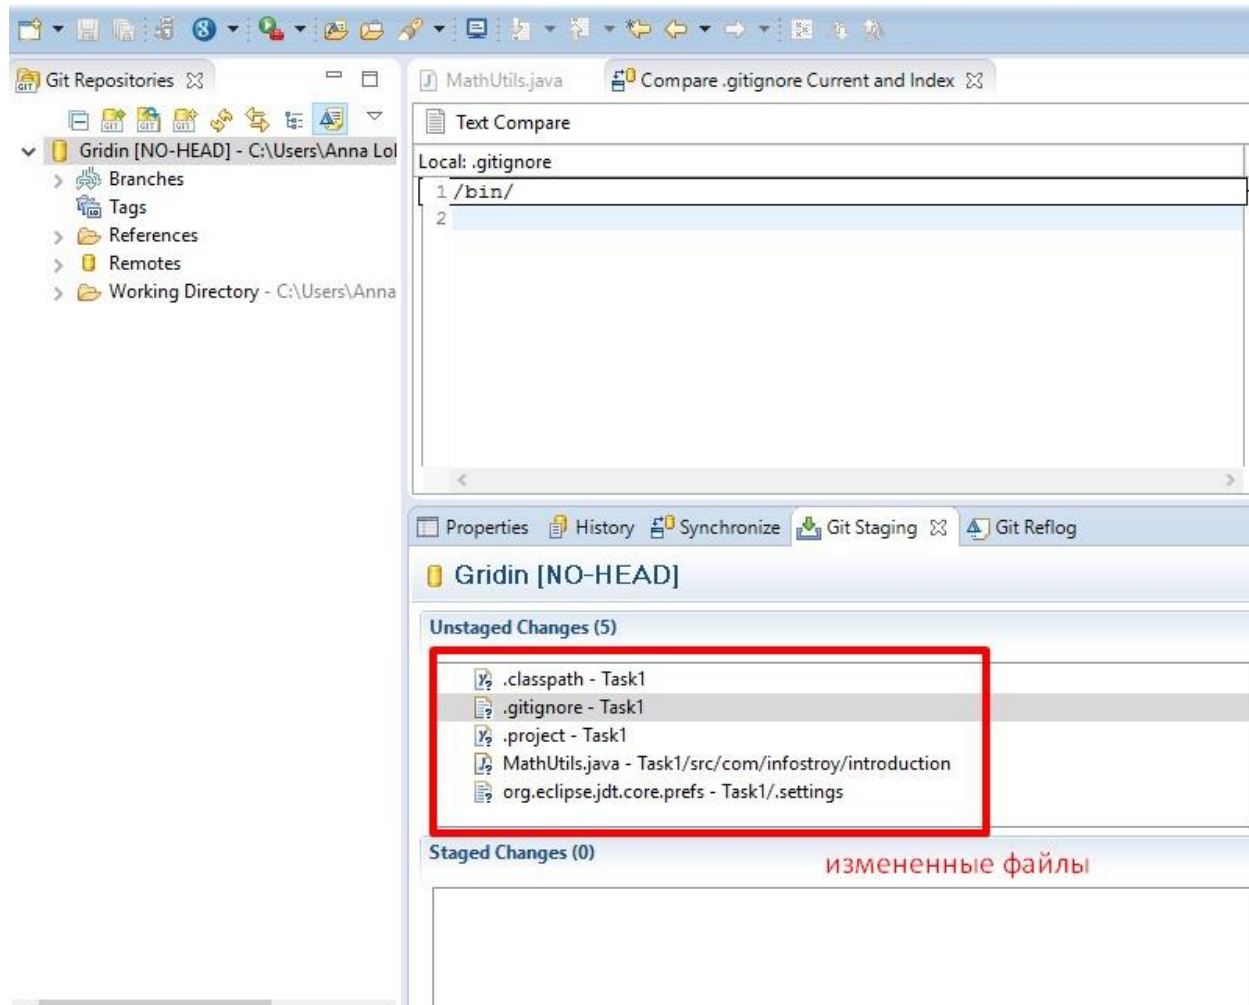 Git Repositories
MathUtils.java
Compare .gitignore Current and Index
Text Compare
Gridin [NO-HEAD] - C:\Users\Anna Lol
Branches
Tags
References
Remotes
Working Directory - C:\Users\Anna
Local: .gitignore
1 /bin/
2
Properties
History
Synchronize
Git Staging
Git Reflog
Gridin [NO-HEAD]
Unstaged Changes (5)
.classpath - Task1
.gitignore - Task1
.project - Task1
MathUtils.java - Task1/src/com/infostroy/introduction
org.eclipse.jdt.core.prefs - Task1/.settings
Staged Changes (0)
измененные файлы